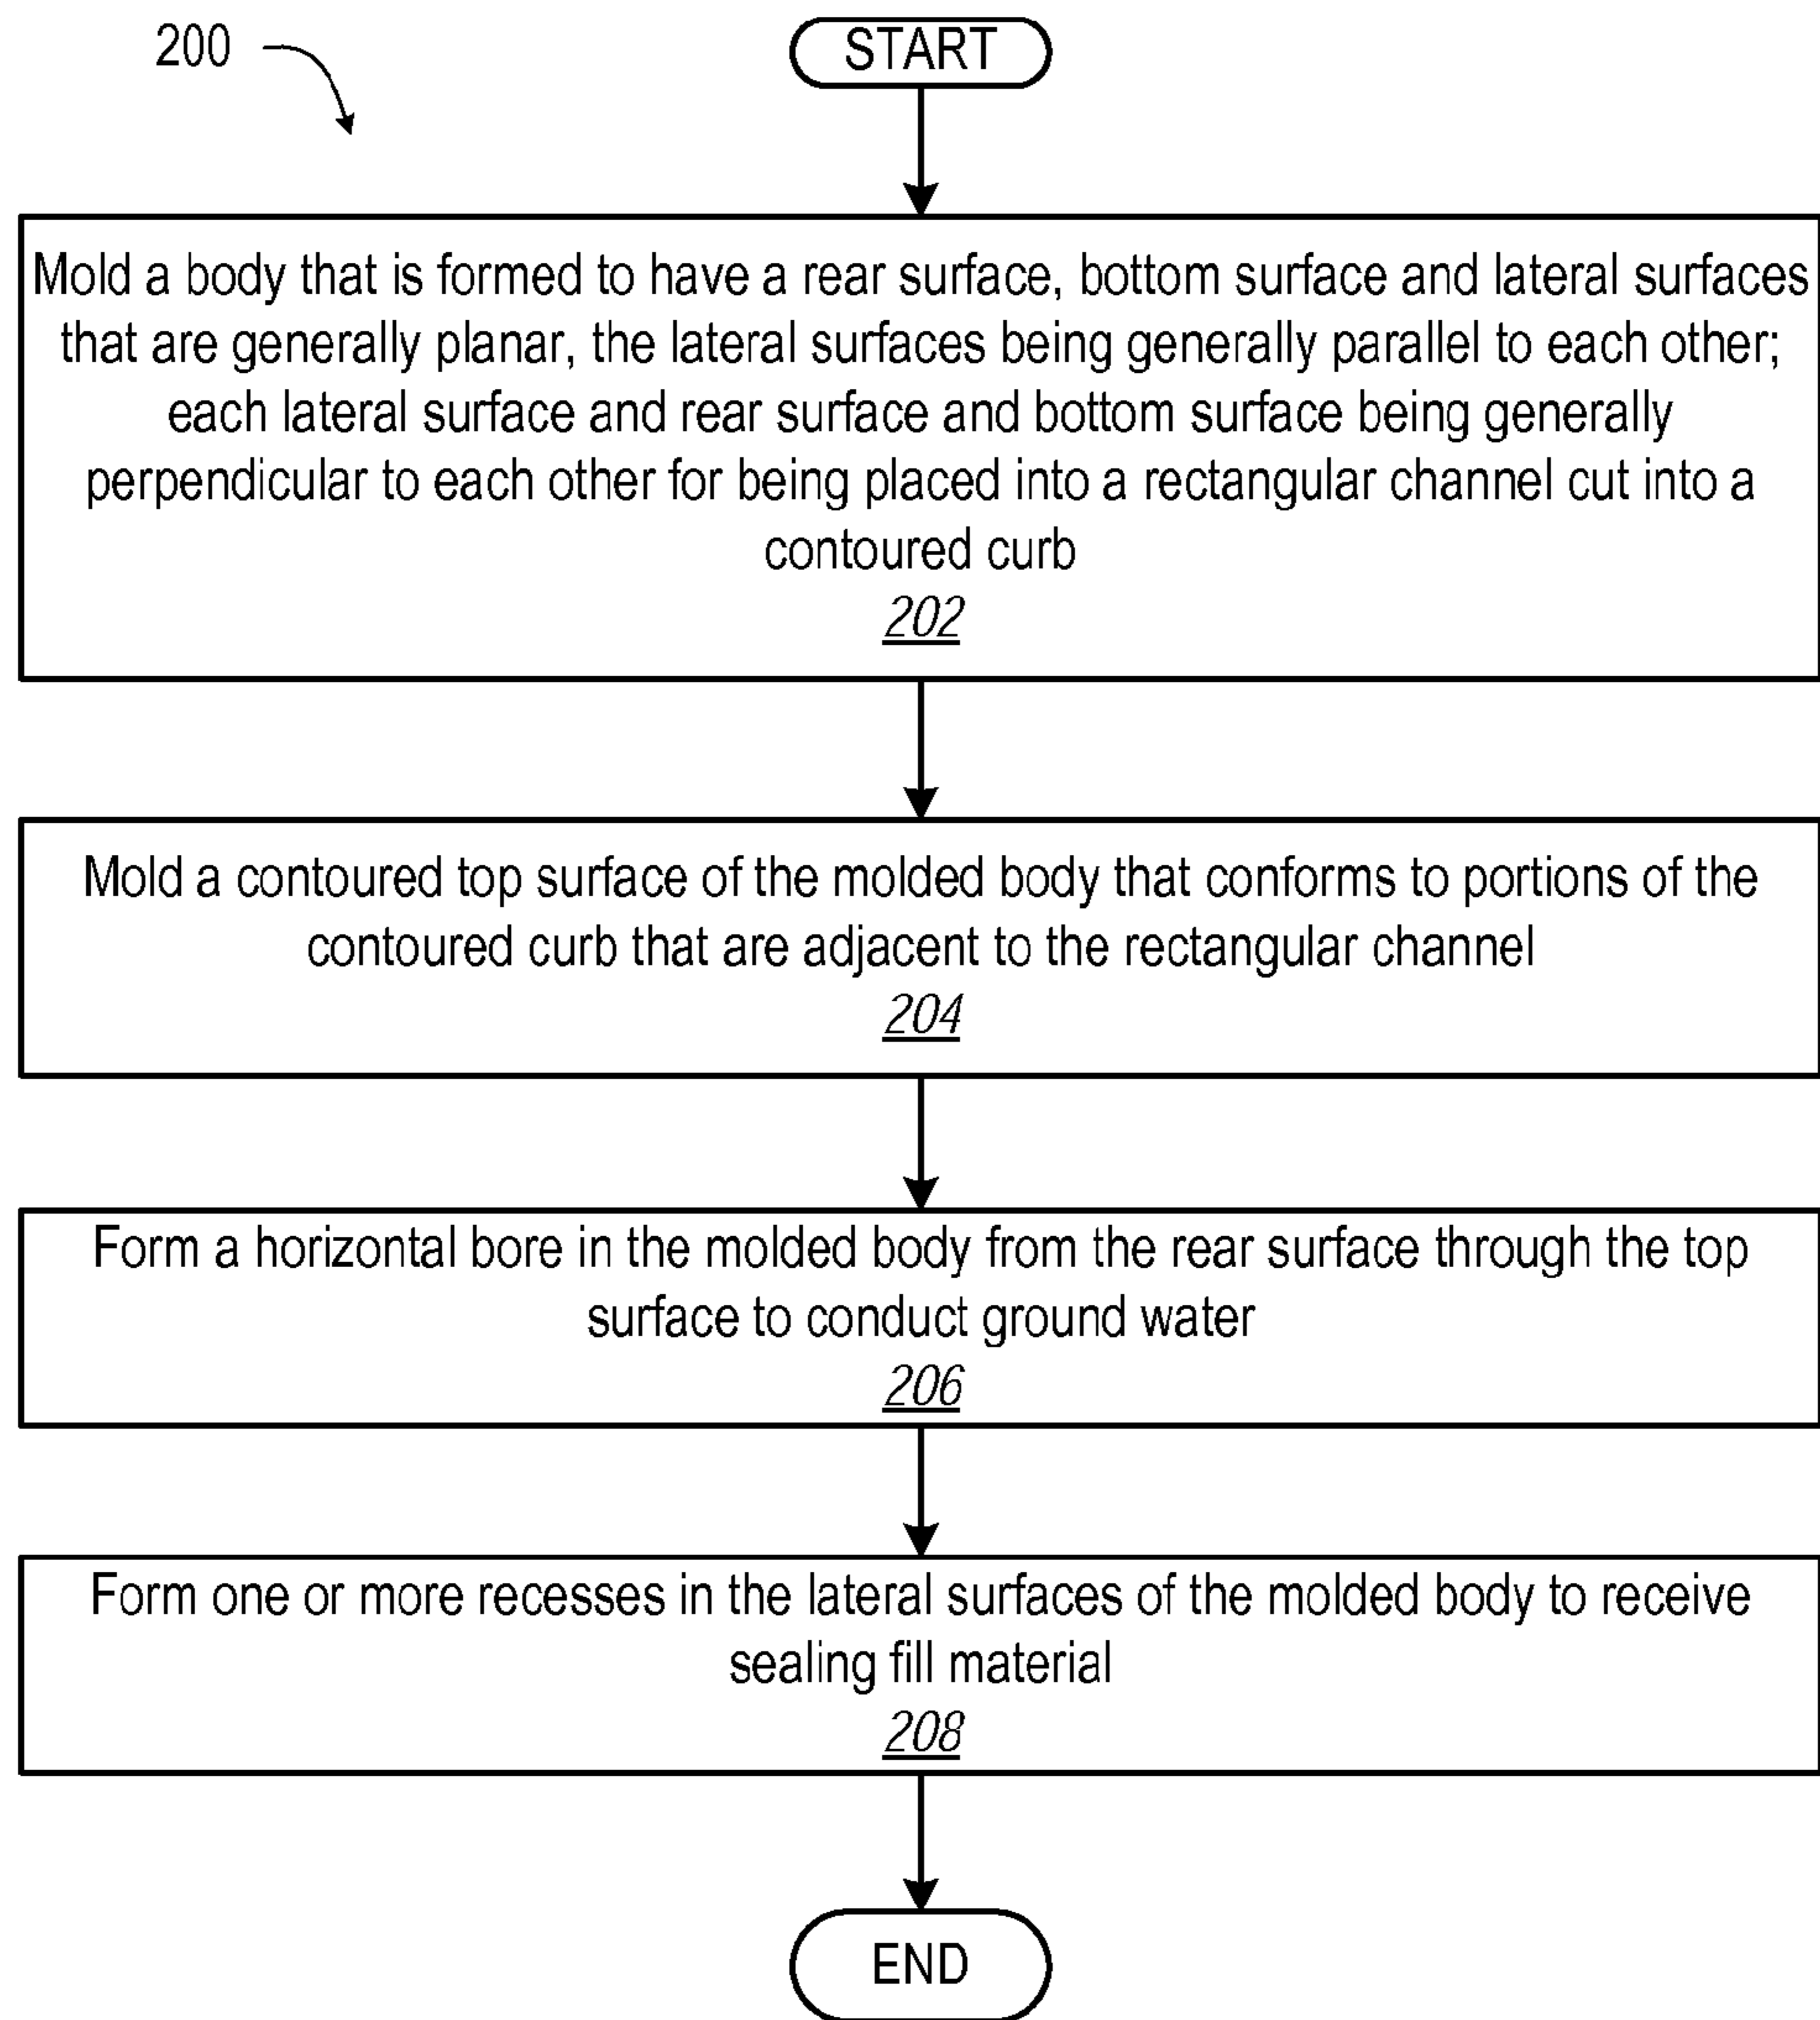 200
START
Mold a body that is formed to have a rear surface, bottom surface and lateral surfaces
that are generally planar, the lateral surfaces being generally parallel to each other;
each lateral surface and rear surface and bottom surface being generally
perpendicular to each other for being placed into a rectangular channel cut into a
contoured curb
202
Mold a contoured top surface of the molded body that conforms to portions of the
contoured curb that are adjacent to the rectangular channel
204
Form a horizontal bore in the molded body from the rear surface through the top
surface to conduct ground water
206
Form one or more recesses in the lateral surfaces of the molded body to receive
sealing fill material
208
END